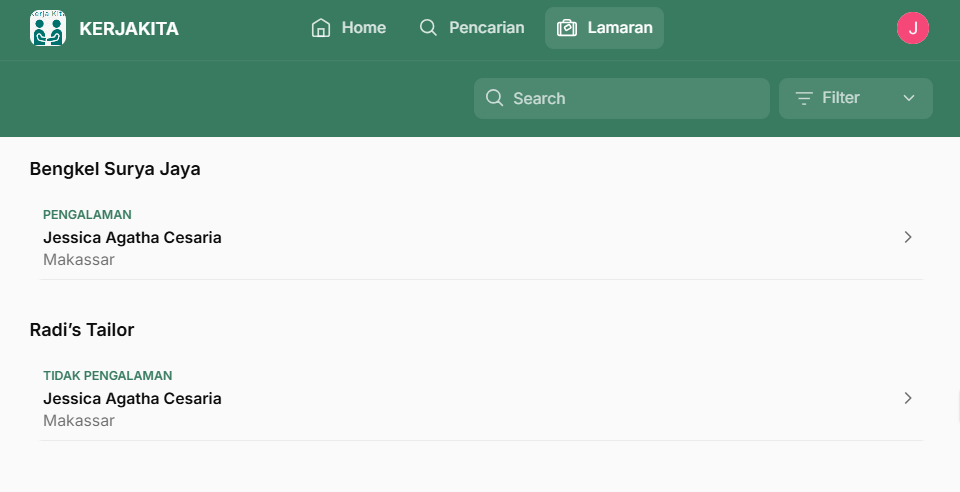 Kerja Kita
KERJAKITA
Home
Pencarian
Lamaran
J
Search
Filter
Bengkel Surya Jaya
PENGALAMAN
Jessica Agatha Cesaria
Makassar
Radi’s Tailor
TIDAK PENGALAMAN
Jessica Agatha Cesaria
Makassar